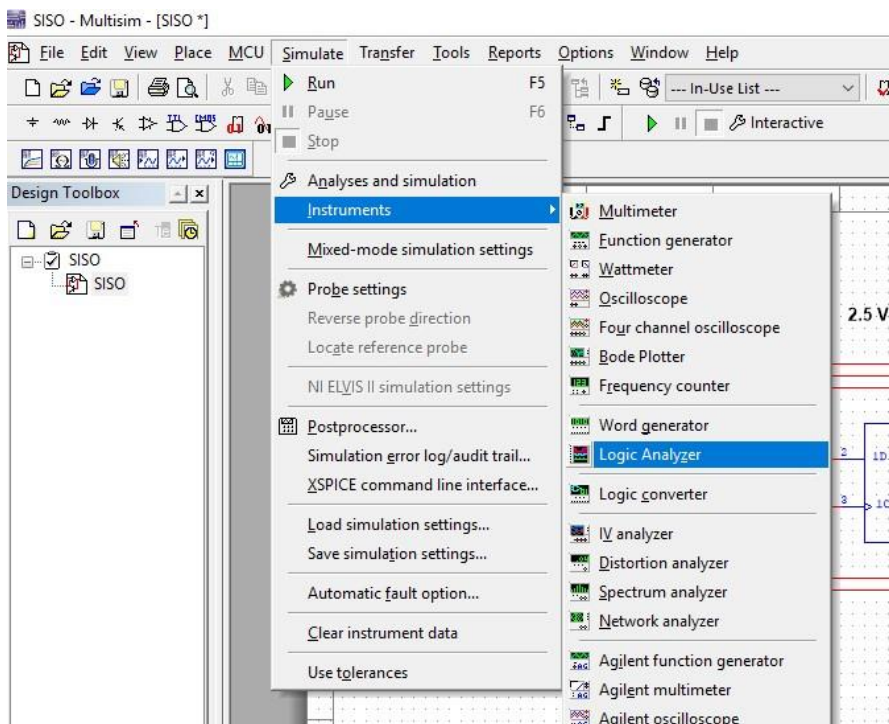 SISO - Multisim - [SISO *]
File Edit View Place MCU Simulate Transfer Tools Reports Options Window Help
--- In-Use List ---
Interactive
Design Toolbox
SISO
SISO
Run F5
Pause F6
Stop
Analyses and simulation
Instruments
Mixed-mode simulation settings
Probe settings
Reverse probe direction
Locate reference probe
NI ELVIS II simulation settings
Postprocessor...
Simulation error log/audit trail...
XSPICE command line interface...
Load simulation settings...
Save simulation settings...
Automatic fault option...
Clear instrument data
Use tolerances
Multimeter
Function generator
Wattmeter
Oscilloscope
Four channel oscilloscope
Bode Plotter
Frequency counter
Word generator
Logic Analyzer
Logic converter
IV analyzer
Distortion analyzer
Spectrum analyzer
Network analyzer
Agilent function generator
Agilent multimeter
Agilent oscilloscope
2.5 V
2 1D
3 1C